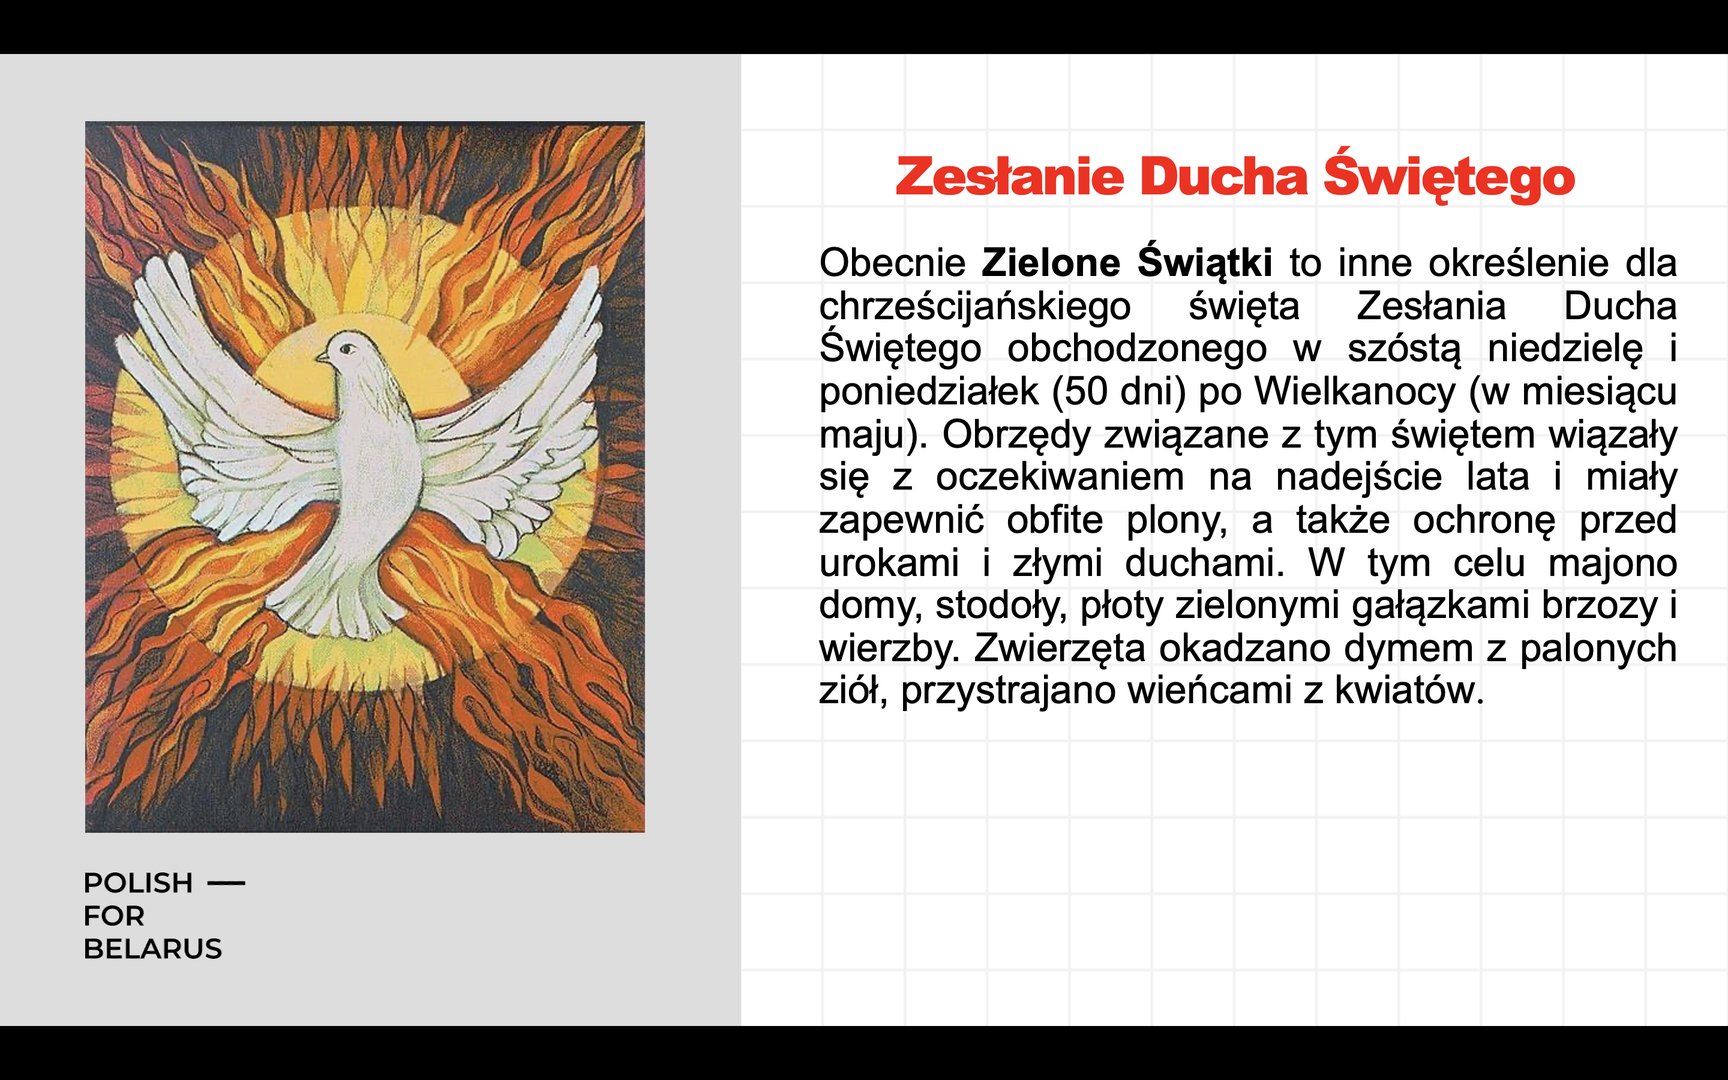 Zesłanie Ducha Świętego
Obecnie Zielone Świątki to inne określenie dla
chrześcijańskiego święta Zesłania Ducha
Świętego obchodzonego w szóstą niedzielę i
poniedziałek (50 dni) po Wielkanocy (w miesiącu
maju). Obrzędy związane z tym świętem wiązały
się z oczekiwaniem na nadejście lata i miały
zapewnić obfite plony, a także ochronę przed
urokami i złymi duchami. W tym celu majono
domy, stodoły, płoty zielonymi gałązkami brzozy i
wierzby. Zwierzęta okadzano dymem z palonych
ziół, przystrajano wieńcami z kwiatów.
POLISH —
FOR
BELARUS